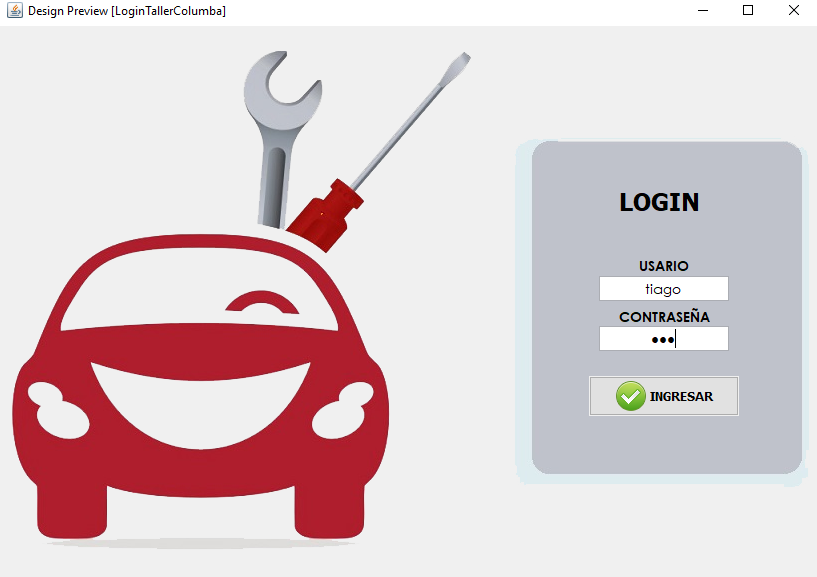 Design Preview [LoginTallerColumba]
LOGIN
USARIO
tiago
CONTRASEÑA
●●●
INGRESAR